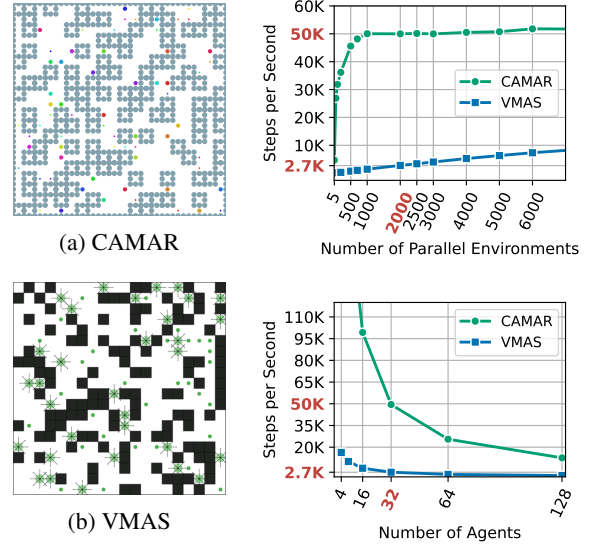 60K
50K
40K
30K
20K
10K
2.7K
Steps per Second
CAMAR
VMAS
5
500
1000
2000
2500
3000
4000
5000
6000
Number of Parallel Environments
(a) CAMAR
110K
95K
80K
65K
50K
35K
20K
2.7K
Steps per Second
CAMAR
VMAS
4
16
32
64
128
Number of Agents
(b) VMAS